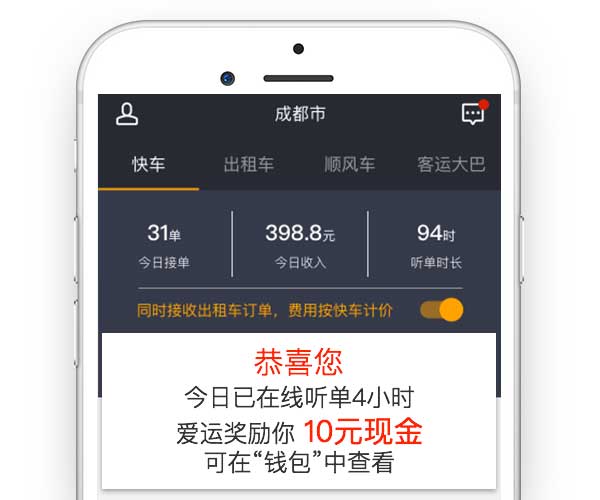 成都市
快车 出租车 顺风车 客运大巴
31单 398.8元 94时
今日接单 今日收入 听单时长
同时接收出租车订单，费用按快车计价
恭喜您
今日已在线听单4小时
爱运奖励你 10元现金
可在“钱包”中查看